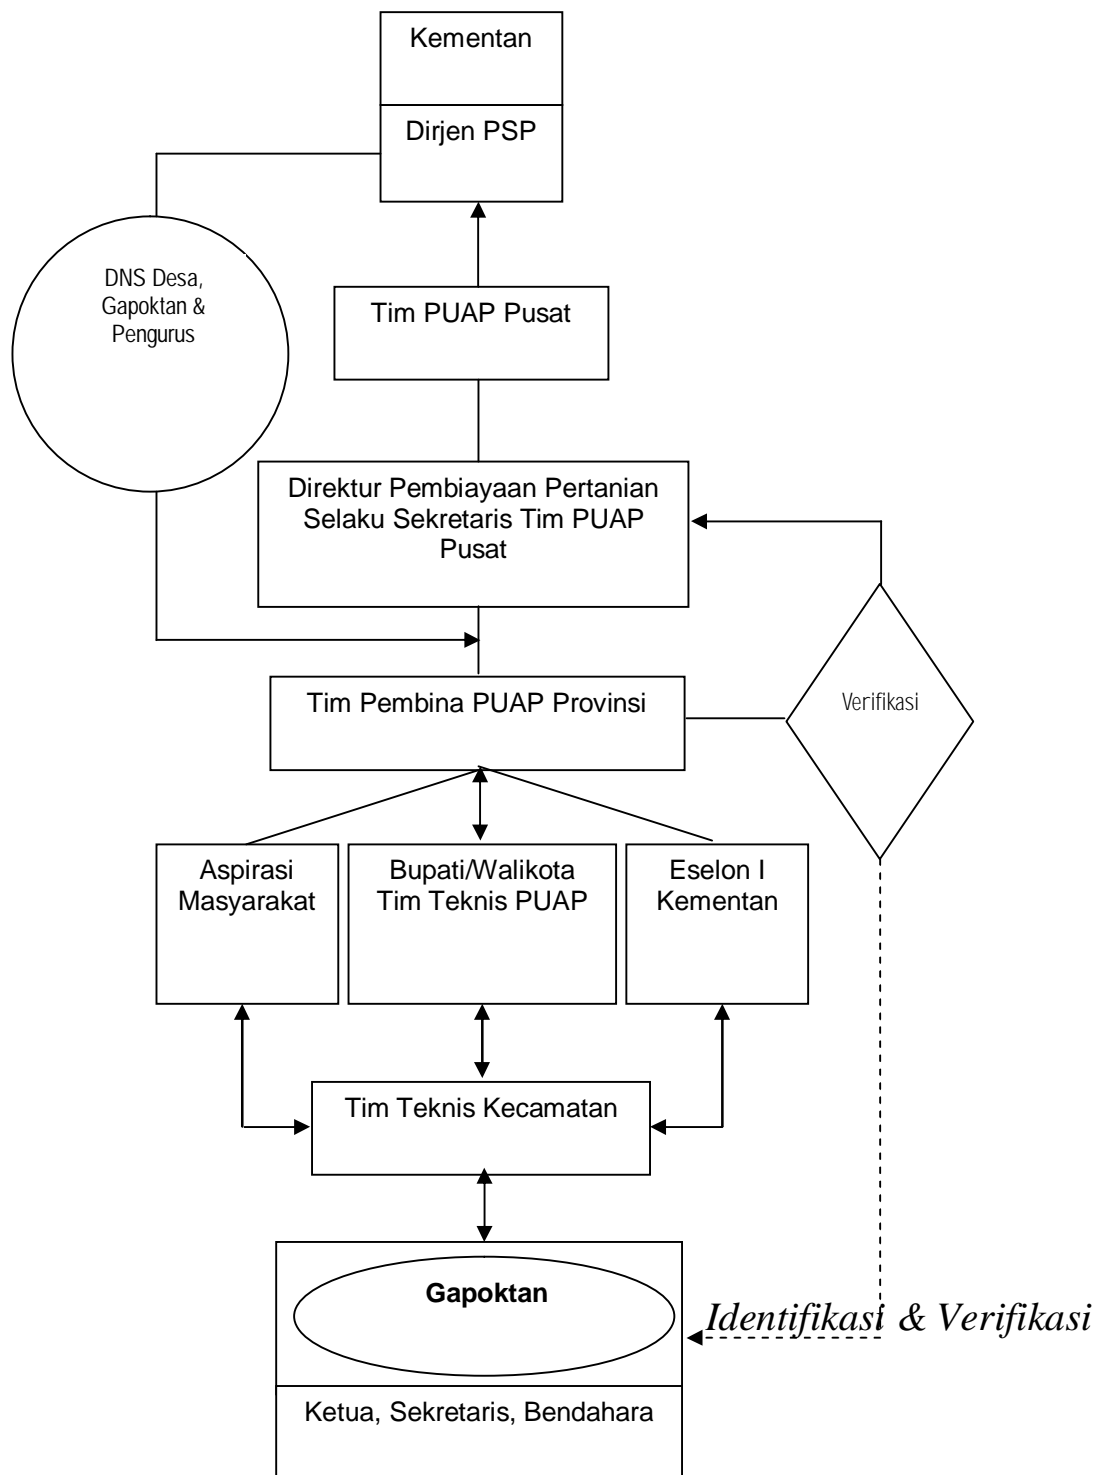 Kementan
Dirjen PSP
DNS Desa,
Gapoktan &
Pengurus
Tim PUAP Pusat
Direktur Pembiayaan Pertanian
Selaku Sekretaris Tim PUAP
Pusat
Tim Pembina PUAP Provinsi
Verifikasi
Aspirasi
Masyarakat
Bupati/Walikota
Tim Teknis PUAP
Eselon I
Kementan
Tim Teknis Kecamatan
Gapoktan
Identifikasi & Verifikasi
Ketua, Sekretaris, Bendahara